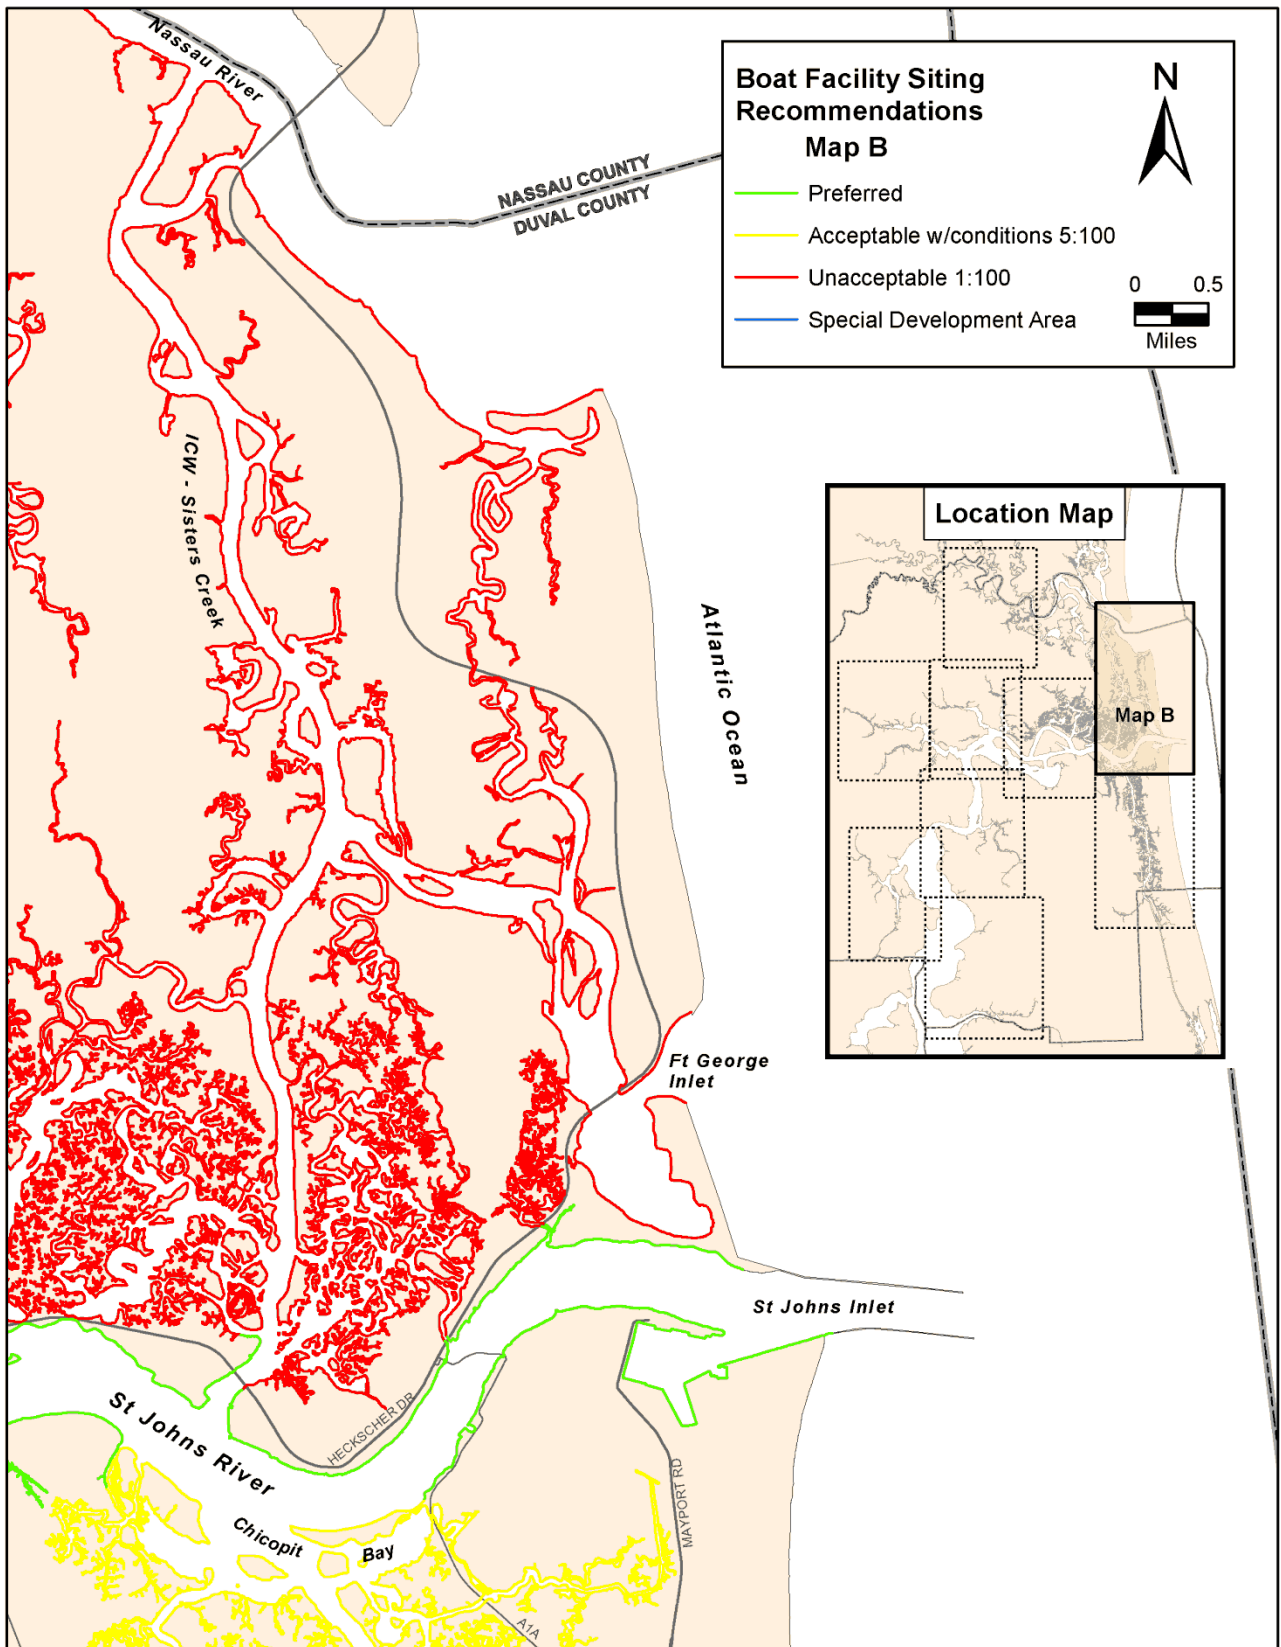 Nassau River
NASSAU COUNTY
DUVAL COUNTY
Boat Facility Siting
Recommendations
Map B
N
Preferred
Acceptable w/conditions 5:100
Unacceptable 1:100
Special Development Area
0 0.5
Miles
ICW - Sisters Creek
Location Map
Map B
Atlantic Ocean
Ft George
Inlet
St Johns Inlet
St Johns River
HECKSCHER DR
MAYPORT RD
Chicopit Bay
A1A